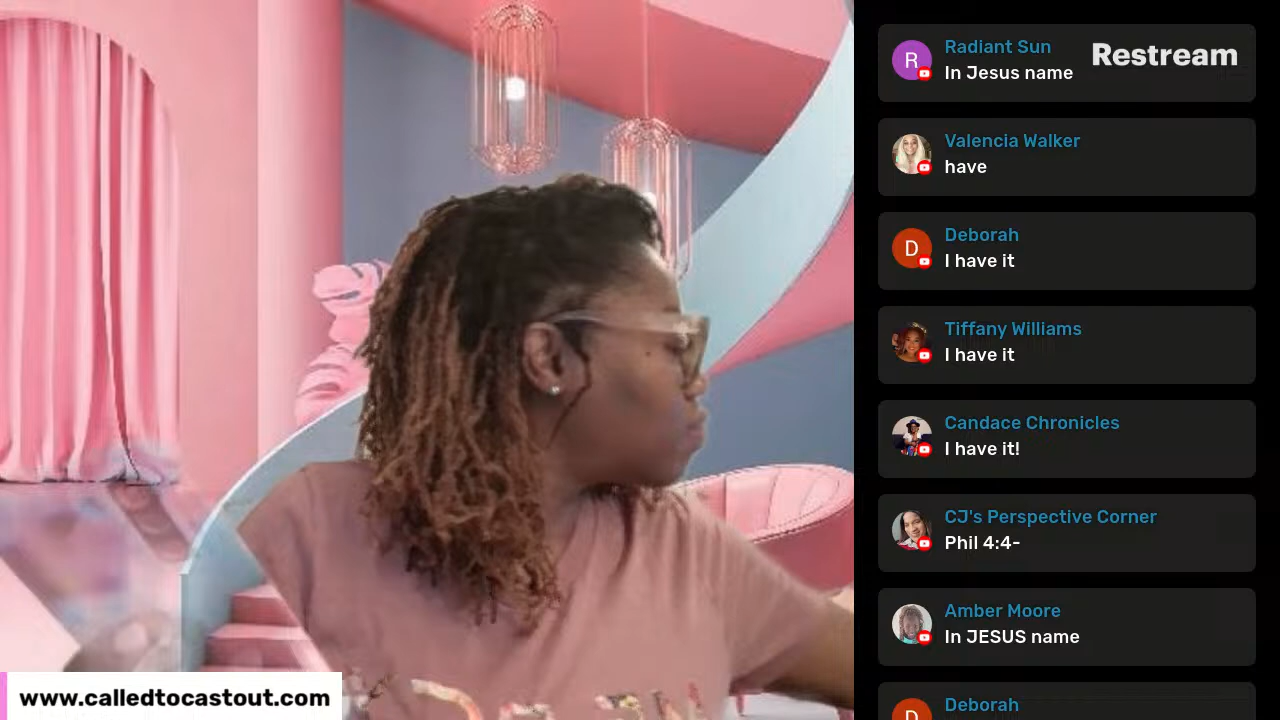 Radiant Sun
Restream
In Jesus name
Valencia Walker
have
Deborah
I have it
Tiffany Williams
I have it
Candace Chronicles
I have it!
CJ's Perspective Corner
Phil 4:4-
Amber Moore
In JESUS name
Deborah
R
D
D
www.calledtocastout.com